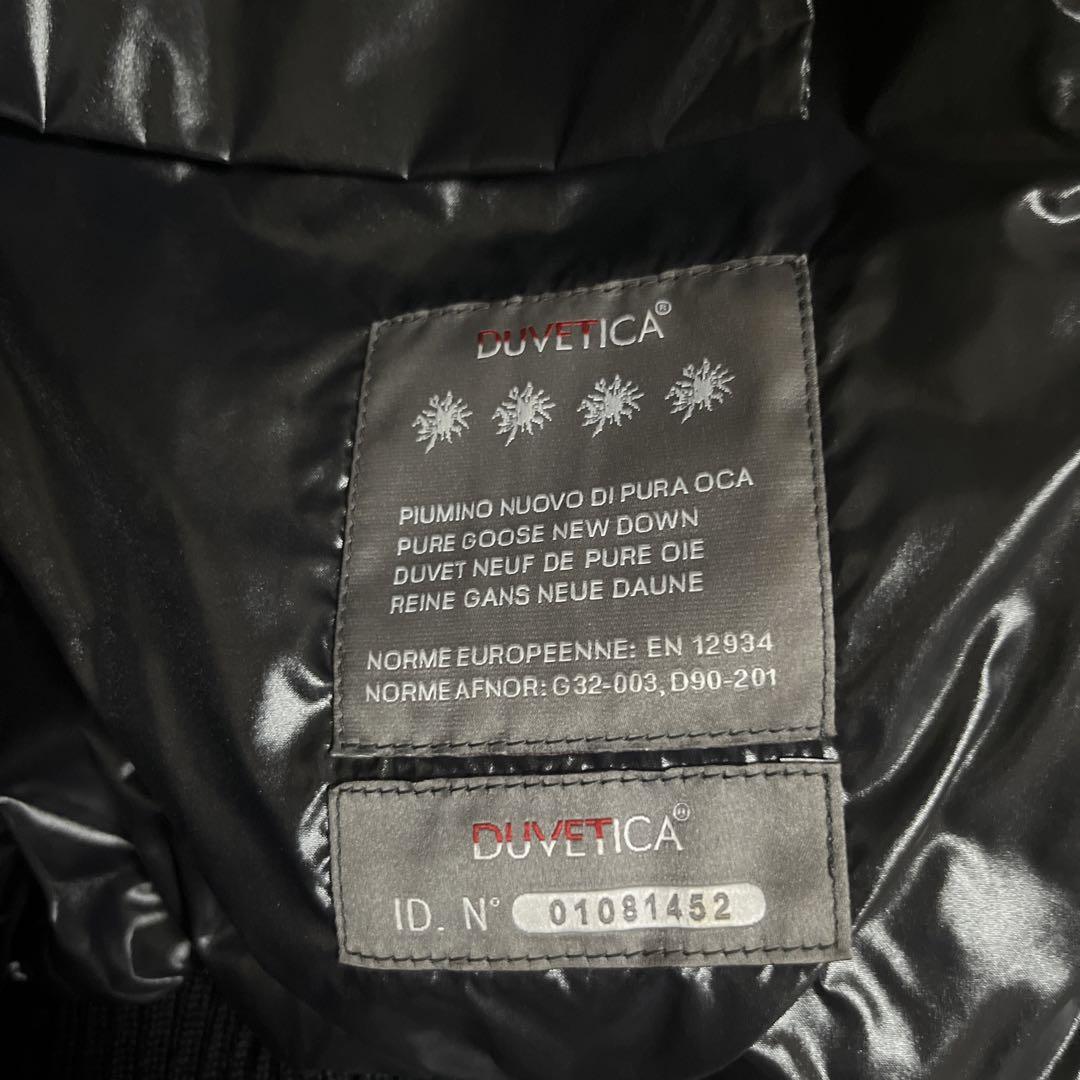 DUVETICA®
PIUMINO NUOVO DI PURA OCA
PURE GOOSE NEW DOWN
DUVET NEUF DE PURE OIE
REINE GANS NEUE DAUNE
NORME EUROPEENNE: EN 12934
NORME AFNOR: G32-003, D90-201
DUVETICA®
ID. N° 01081452